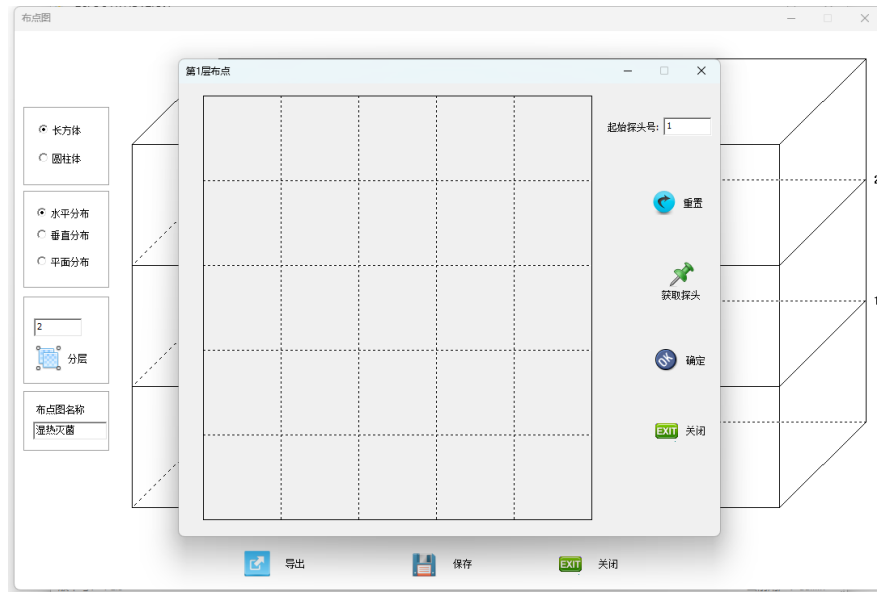 布点图
第1层布点
起始探头号: 1
重置
获取探头
OK 确定
EXIT 关闭
长方体
圆柱体
水平分布
垂直分布
平面分布
2
分层
布点图名称
湿热灭菌
2
1
导出
保存
EXIT 关闭